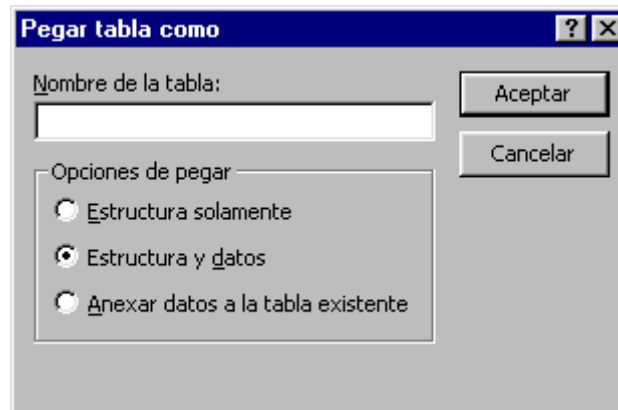 Pegar tabla como
Nombre de la tabla:
Aceptar
Cancelar
Opciones de pegar
Estructura solamente
Estructura y datos
Anexar datos a la tabla existente